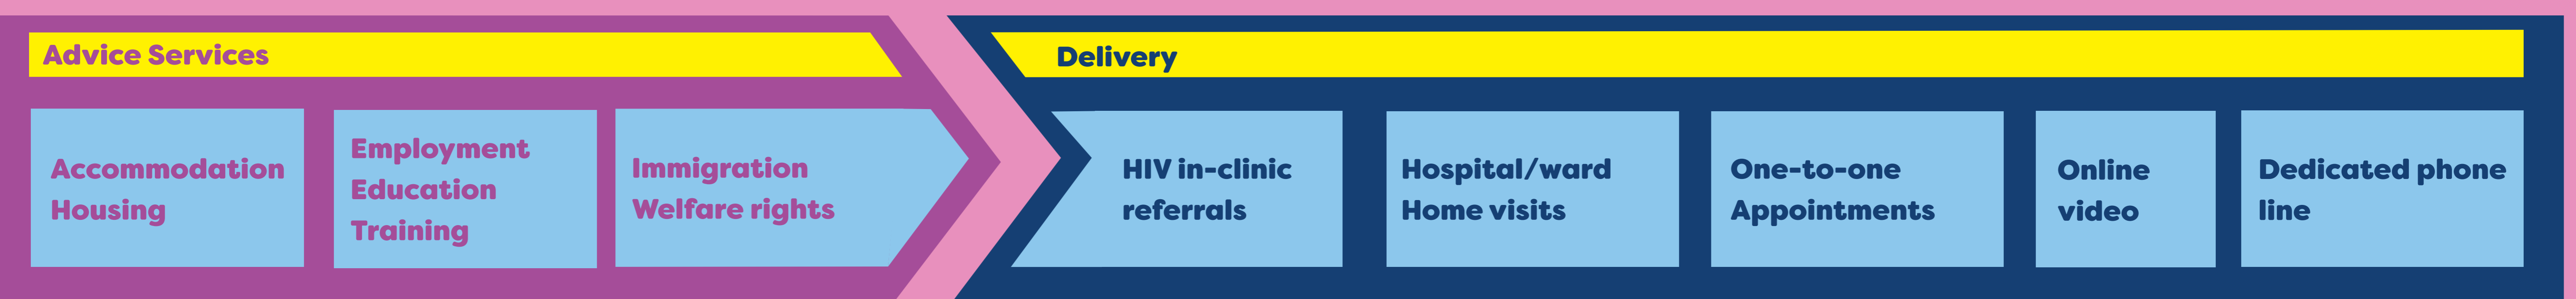 Advice Services
Accommodation
Housing
Employment
Education
Training
Immigration
Welfare rights
Delivery
HIV in-clinic
referrals
Hospital/ward
Home visits
One-to-one
Appointments
Online
video
Dedicated phone
line